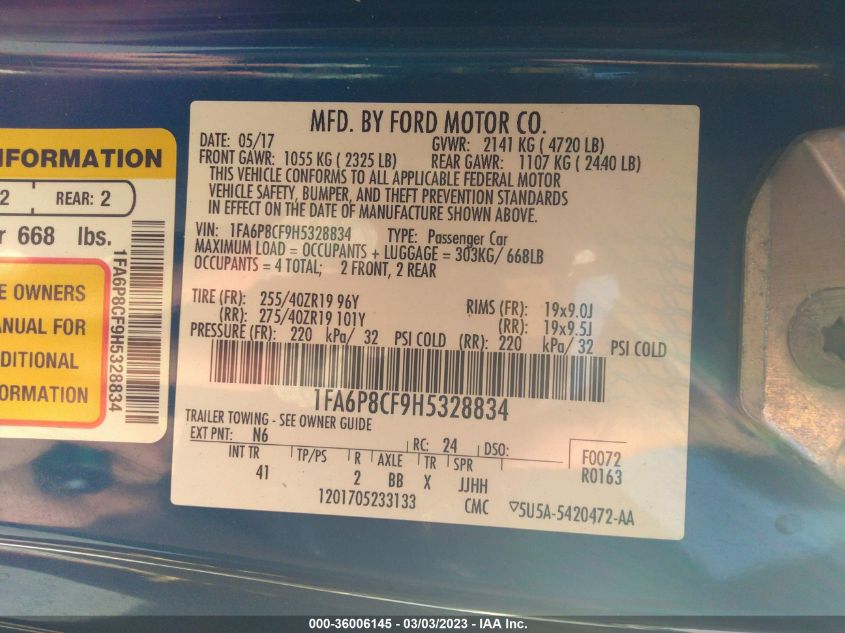 INFORMATION
2 REAR: 2
668 lbs.
E OWNERS
ANUAL FOR
DITIONAL
FORMATION
1FA6P8CF9H5328834
MFD. BY FORD MOTOR CO.
DATE: 05/17 GVWR: 2141 KG ( 4720 LB)
FRONT GAWR: 1055 KG ( 2325 LB) REAR GAWR: 1107 KG ( 2440 LB)
THIS VEHICLE CONFORMS TO ALL APPLICABLE FEDERAL MOTOR
VEHICLE SAFETY, BUMPER, AND THEFT PREVENTION STANDARDS
IN EFFECT ON THE DATE OF MANUFACTURE SHOWN ABOVE.
VIN: 1FA6P8CF9H5328834 TYPE: Passenger Car
MAXIMUM LOAD = OCCUPANTS + LUGGAGE = 303KG/ 668LB
OCCUPANTS = 4 TOTAL; 2 FRONT, 2 REAR
TIRE (FR): 255/40ZR19 96Y RIMS (FR): 19x9.0J
(RR): 275/40ZR19 101Y (RR): 19x9.5J
PRESSURE (FR): 220 kPa/ 32 PSI COLD (RR): 220 kPa/ 32 PSI COLD
1FA6P8CF9H5328834
TRAILER TOWING - SEE OWNER GUIDE
EXT PNT: N6 RC: 24 DSO: F0072
R0163
INT TR TP/PS R AXLE TR SPR
41 2 BB X JJHH
1201705233133 CMC ▽5U5A-5420472-AA
000-36006145 - 03/03/2023 - IAA Inc.